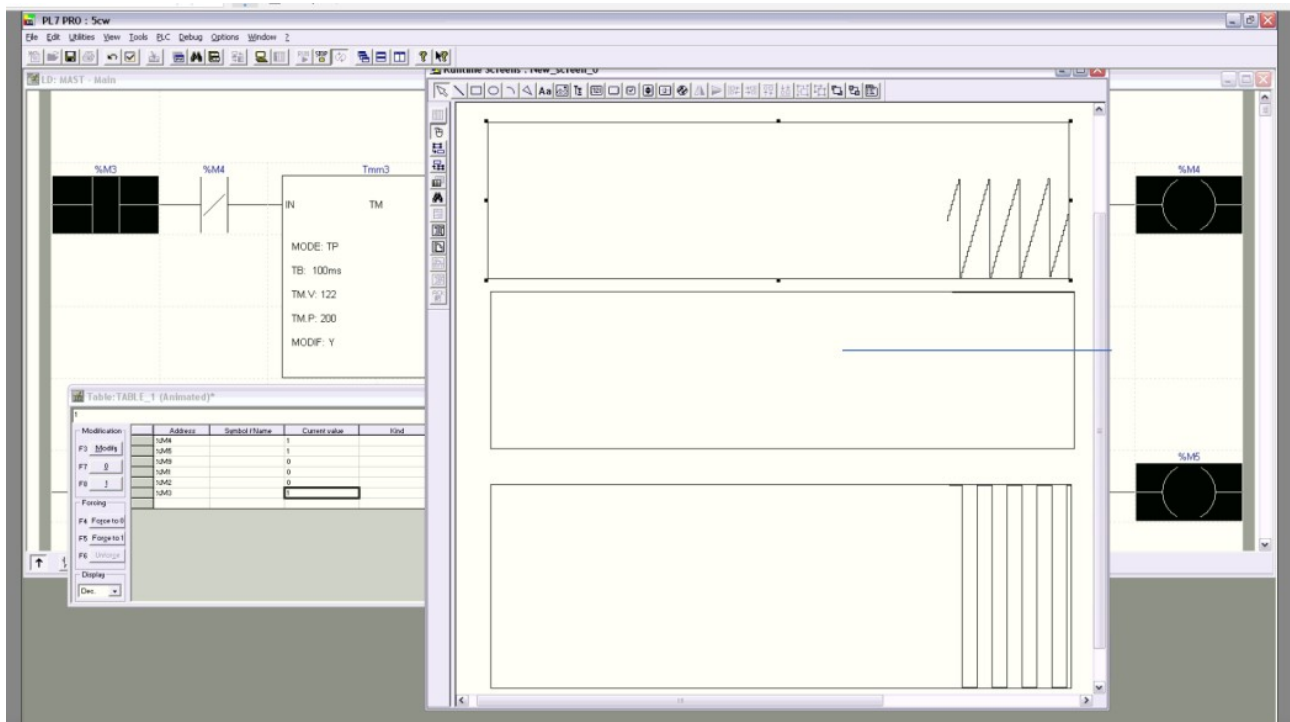 PL7 PRO : 5cw
File Edit Utilities View Tools PLC Debug Options Window ?
LD: MAST - Main
Runtime Screens : New_screen_0
%M3
%M4
Tmm3
IN
TM
MODE: TP
TB: 100ms
TM.V: 122
TM.P: 200
MODIF: Y
%M4
%M5
Table:TABLE_1 (Animated)*
1
Modification
F3 Modify
F7 0
F8 1
Forcing
F4 Force to 0
F5 Force to 1
F6 Unforce
Display
Dec.
Address Symbol / Name Current value Kind
%M4 1
%M5 1
%M9 0
%M1 0
%M2 0
%M3 1